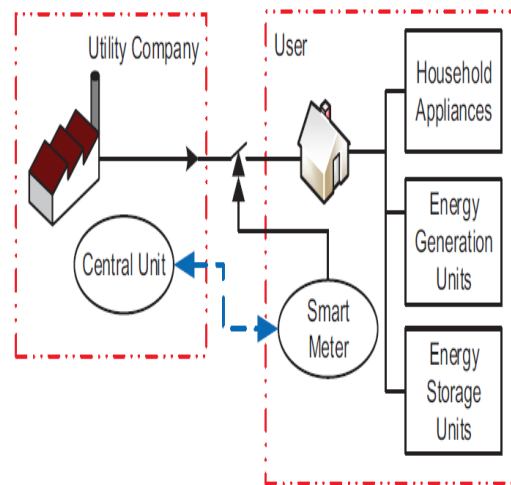 Utility Company
User
Household
Appliances
Central Unit
Energy
Generation
Units
Smart
Meter
Energy
Storage
Units